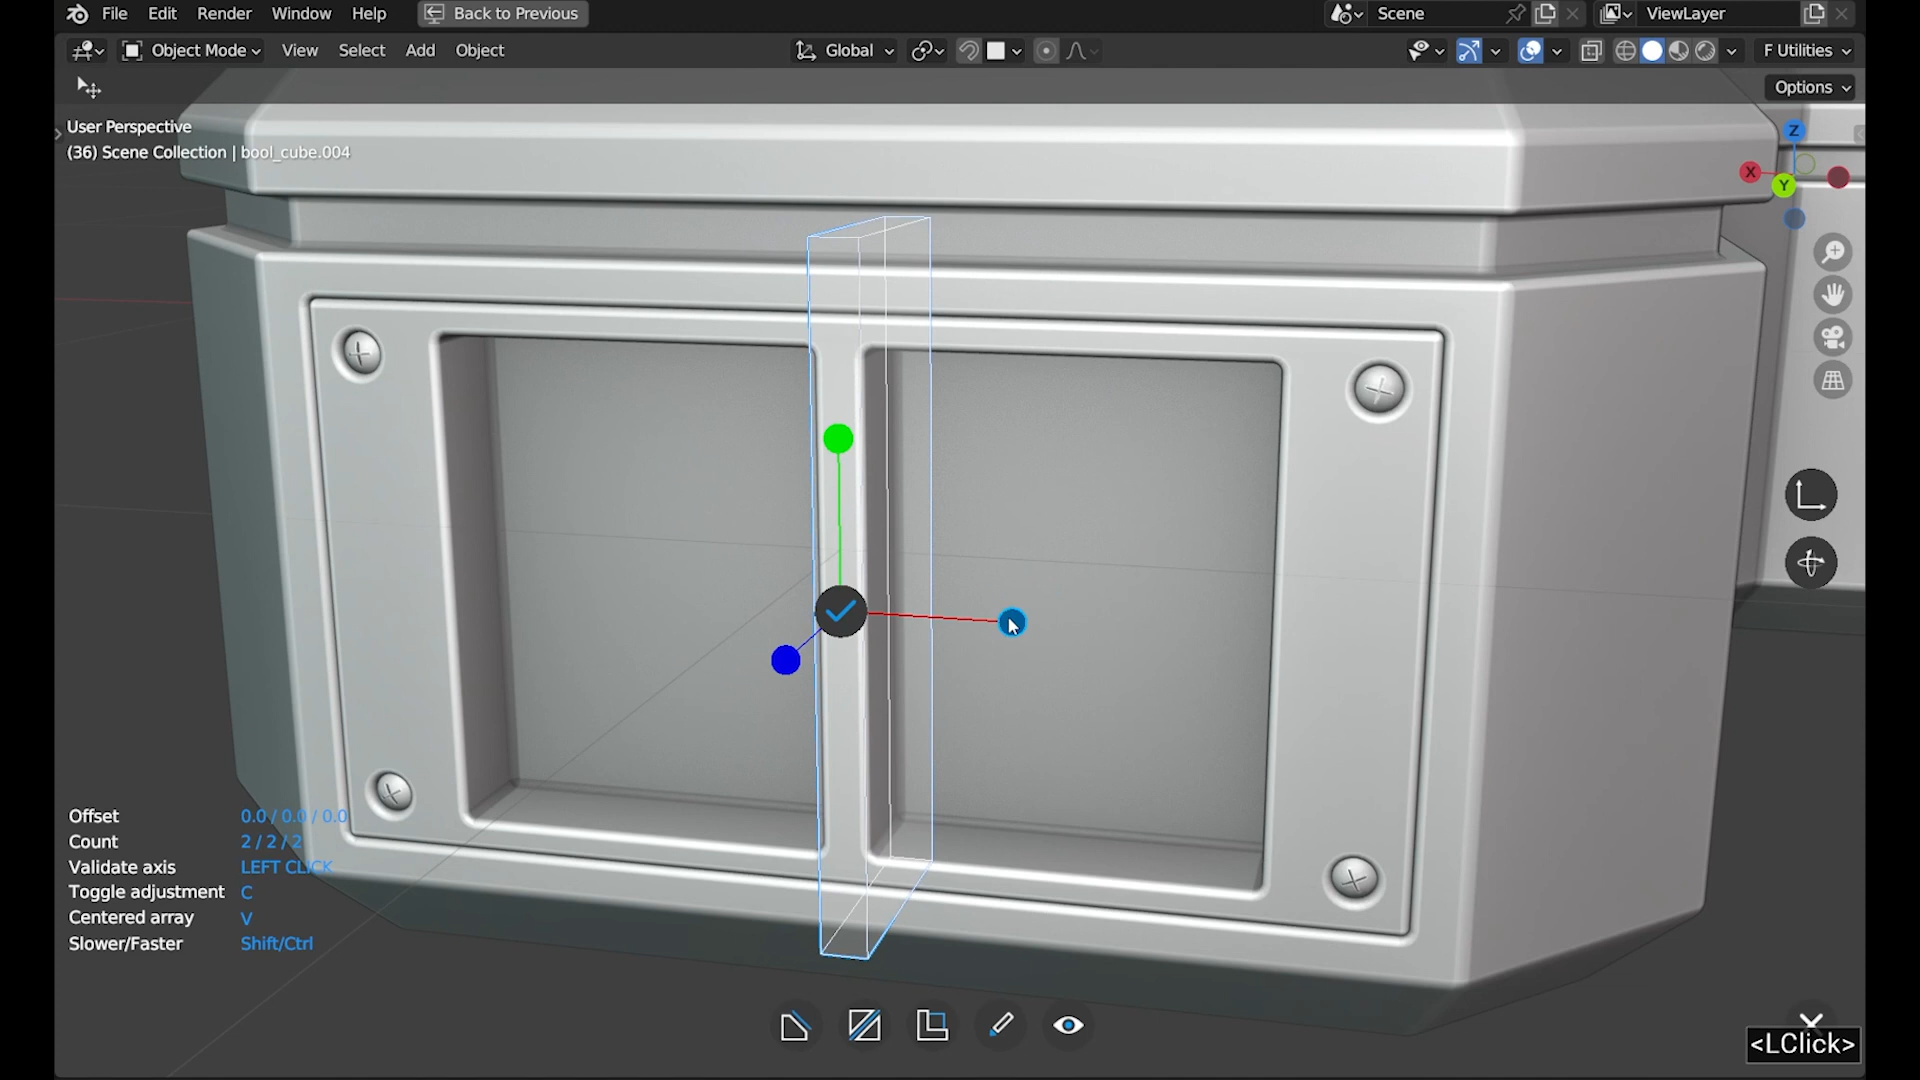 File Edit Render Window Help Back to Previous Scene ViewLayer
Object Mode View Select Add Object Global F Utilities
Options
User Perspective
(36) Scene Collection | bool_cube.004
Z
X
Y
Offset 0.0 / 0.0 / 0.0
Count 2 / 2 / 2
Validate axis LEFT CLICK
Toggle adjustment C
Centered array V
Slower/Faster Shift/Ctrl
<LClick>